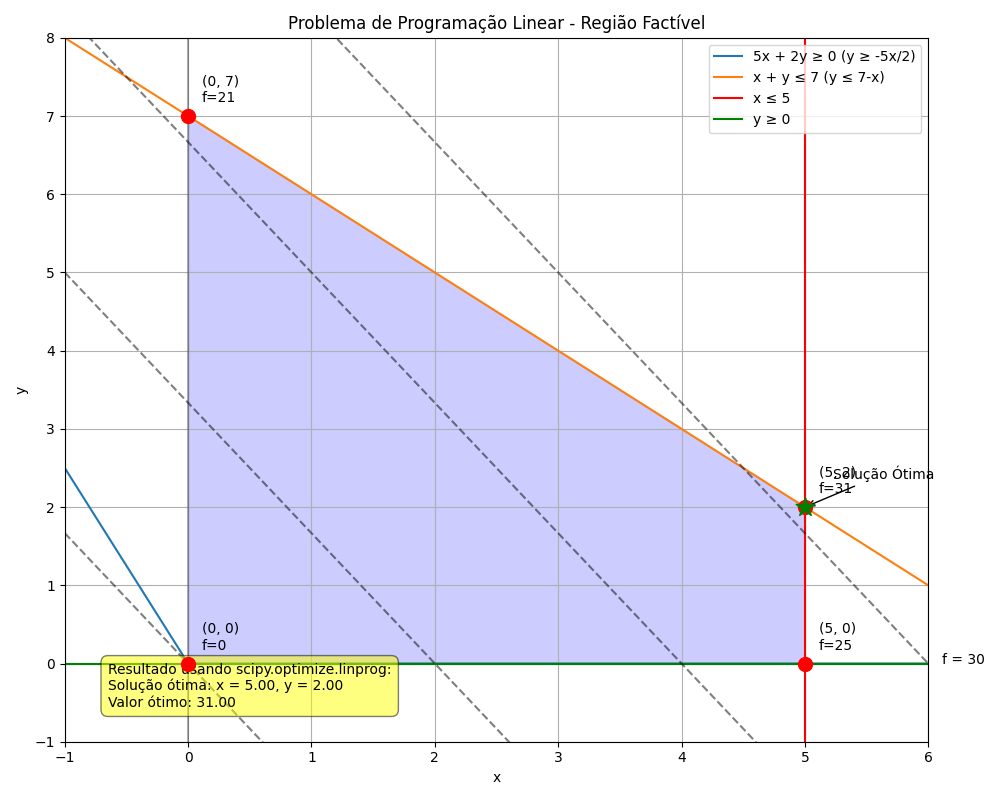 Problema de Programação Linear - Região Factível
5x + 2y ≥ 0 (y ≥ -5x/2)
x + y ≤ 7 (y ≤ 7-x)
x ≤ 5
y ≥ 0
y
8
7
6
5
4
3
2
1
0
−1
(0, 7)
f=21
(5, 2)
f=31
Solução Ótima
(0, 0)
f=0
(5, 0)
f=25
f = 30
Resultado usando scipy.optimize.linprog:
Solução ótima: x = 5.00, y = 2.00
Valor ótimo: 31.00
−1 0 1 2 3 4 5 6
x